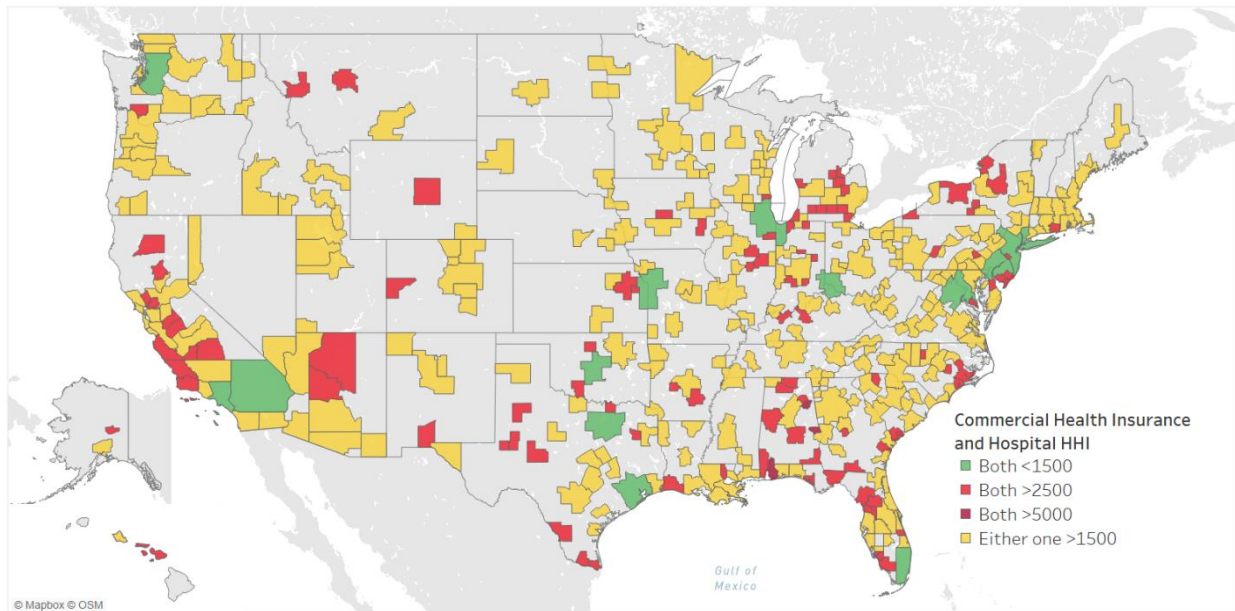 Commercial Health Insurance
and Hospital HHI
Both <1500
Both >2500
Both >5000
Either one >1500
Gulf of
Mexico
© Mapbox © OSM